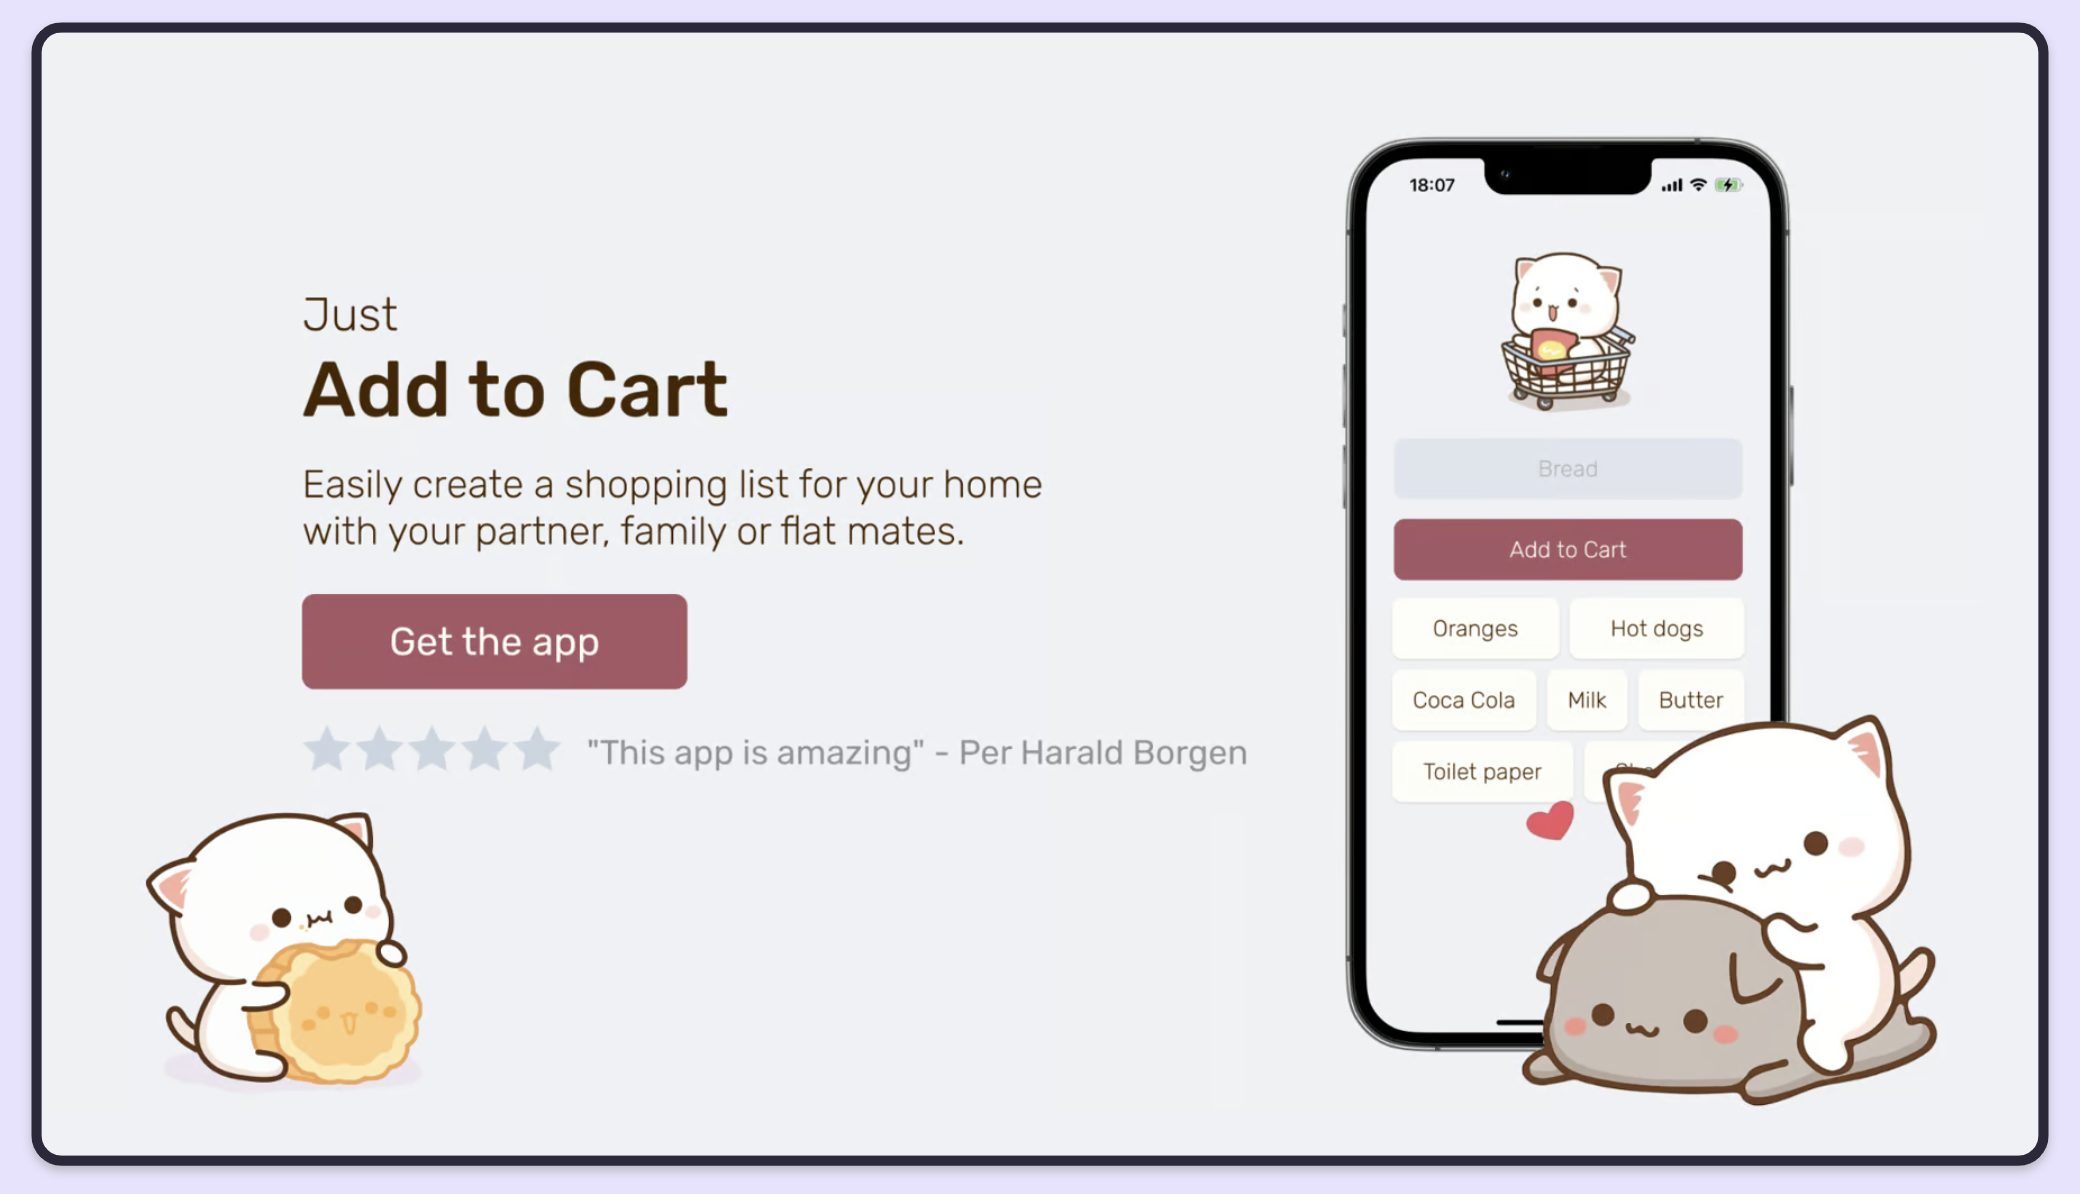 Just
Add to Cart
Easily create a shopping list for your home
with your partner, family or flat mates.
Get the app
"This app is amazing" - Per Harald Borgen
18:07
Bread
Add to Cart
Oranges Hot dogs
Coca Cola Milk Butter
Toilet paper